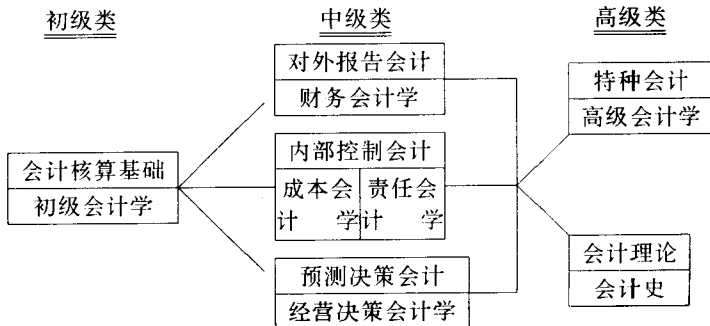 初级类
中级类
高级类
对外报告会计
财务会计学
特种会计
高级会计学
会计核算基础
初级会计学
内部控制会计
成本会计学
责任会计学
预测决策会计
经营决策会计学
会计理论
会计史